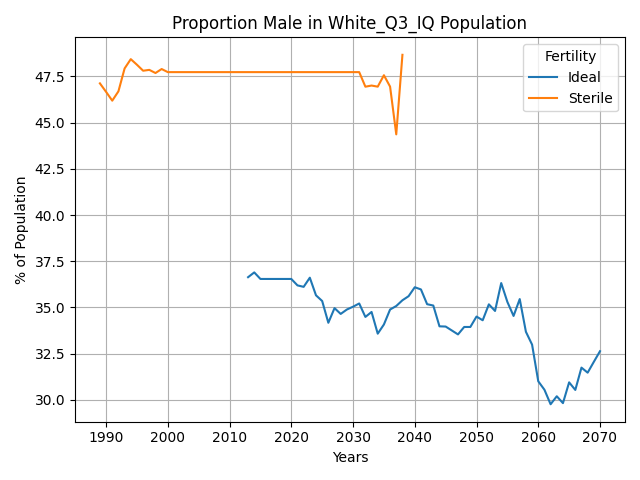 Proportion Male in White_Q3_IQ Population
Fertility
Ideal
Sterile
% of Population
47.5
45.0
42.5
40.0
37.5
35.0
32.5
30.0
1990 2000 2010 2020 2030 2040 2050 2060 2070
Years